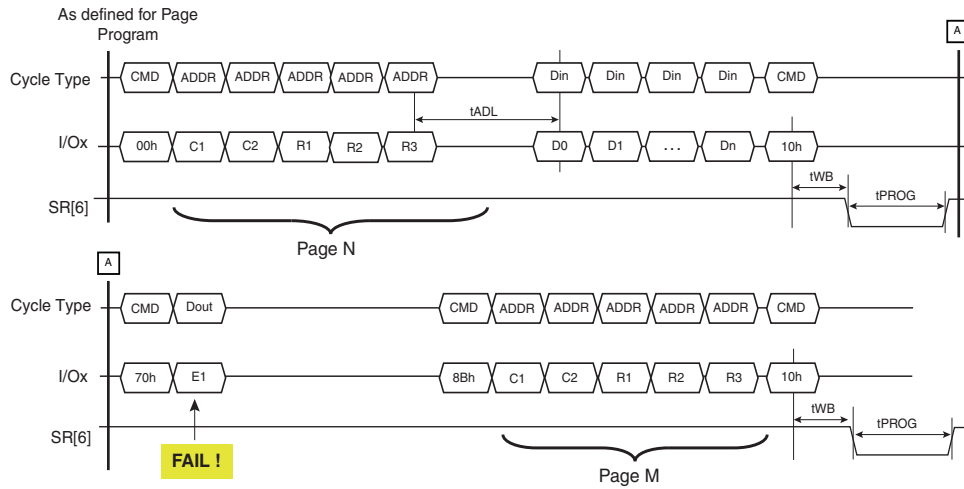 As defined for Page
Program
A
Cycle Type CMD ADDR ADDR ADDR ADDR ADDR Din Din Din Din CMD
tADL
I/Ox 00h C1 C2 R1 R2 R3 D0 D1 ... Dn 10h
tWB
tPROG
SR[6]
Page N
A
Cycle Type CMD Dout CMD ADDR ADDR ADDR ADDR ADDR CMD
I/Ox 70h E1 8Bh C1 C2 R1 R2 R3 10h
tWB
tPROG
SR[6]
FAIL !
Page M